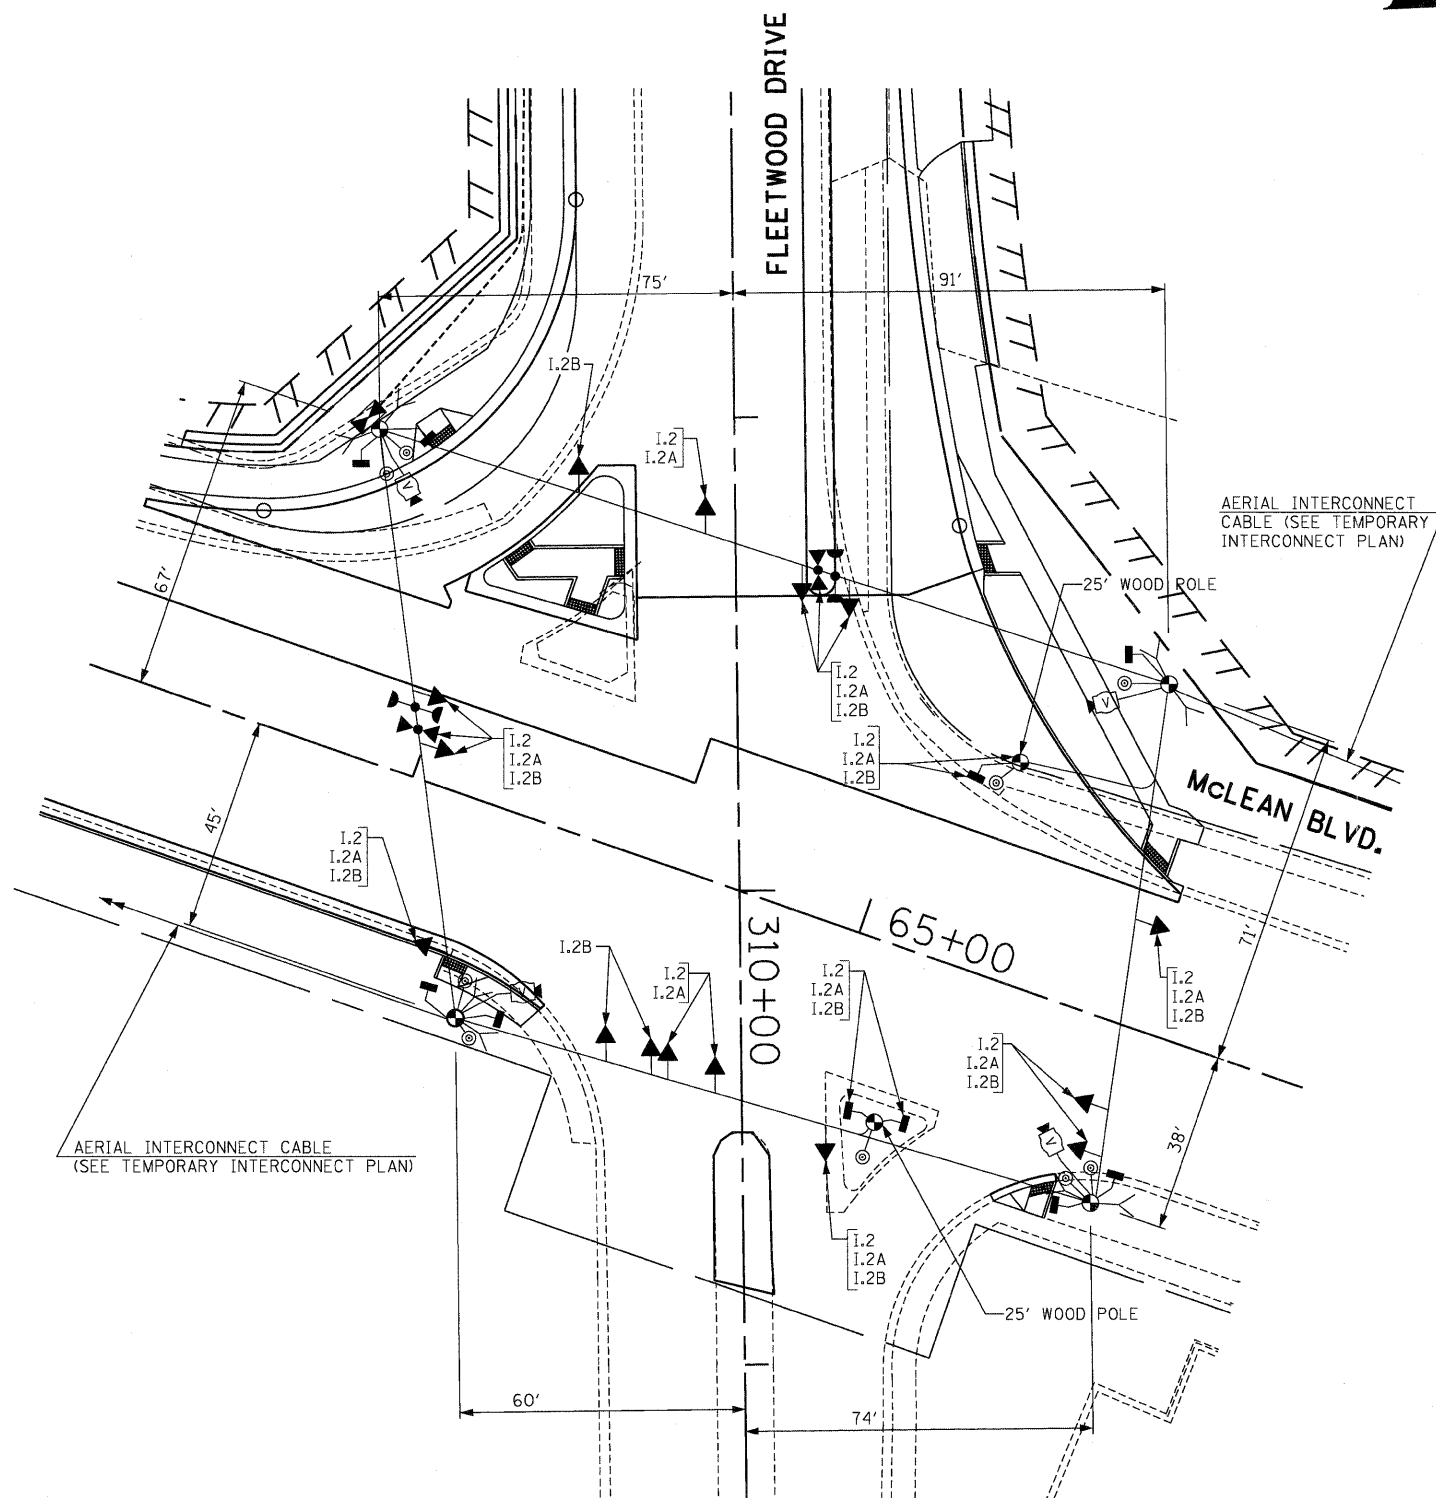 FLEETWOOD DRIVE
75'
91'
I.2B
I.2
I.2A
AERIAL INTERCONNECT
CABLE (SEE TEMPORARY
INTERCONNECT PLAN)
67'
25' WOOD POLE
I.2
I.2A
I.2B
I.2
I.2A
I.2B
I.2
I.2A
I.2B
V
V
McLEAN BLVD.
45'
I.2
I.2A
I.2B
65+00
71'
310+00
I.2B
I.2
I.2A
I.2
I.2A
I.2B
I.2
I.2A
I.2B
V
I.2
I.2A
I.2B
V
38'
AERIAL INTERCONNECT CABLE
(SEE TEMPORARY INTERCONNECT PLAN)
I.2
I.2A
I.2B
25' WOOD POLE
60'
74'